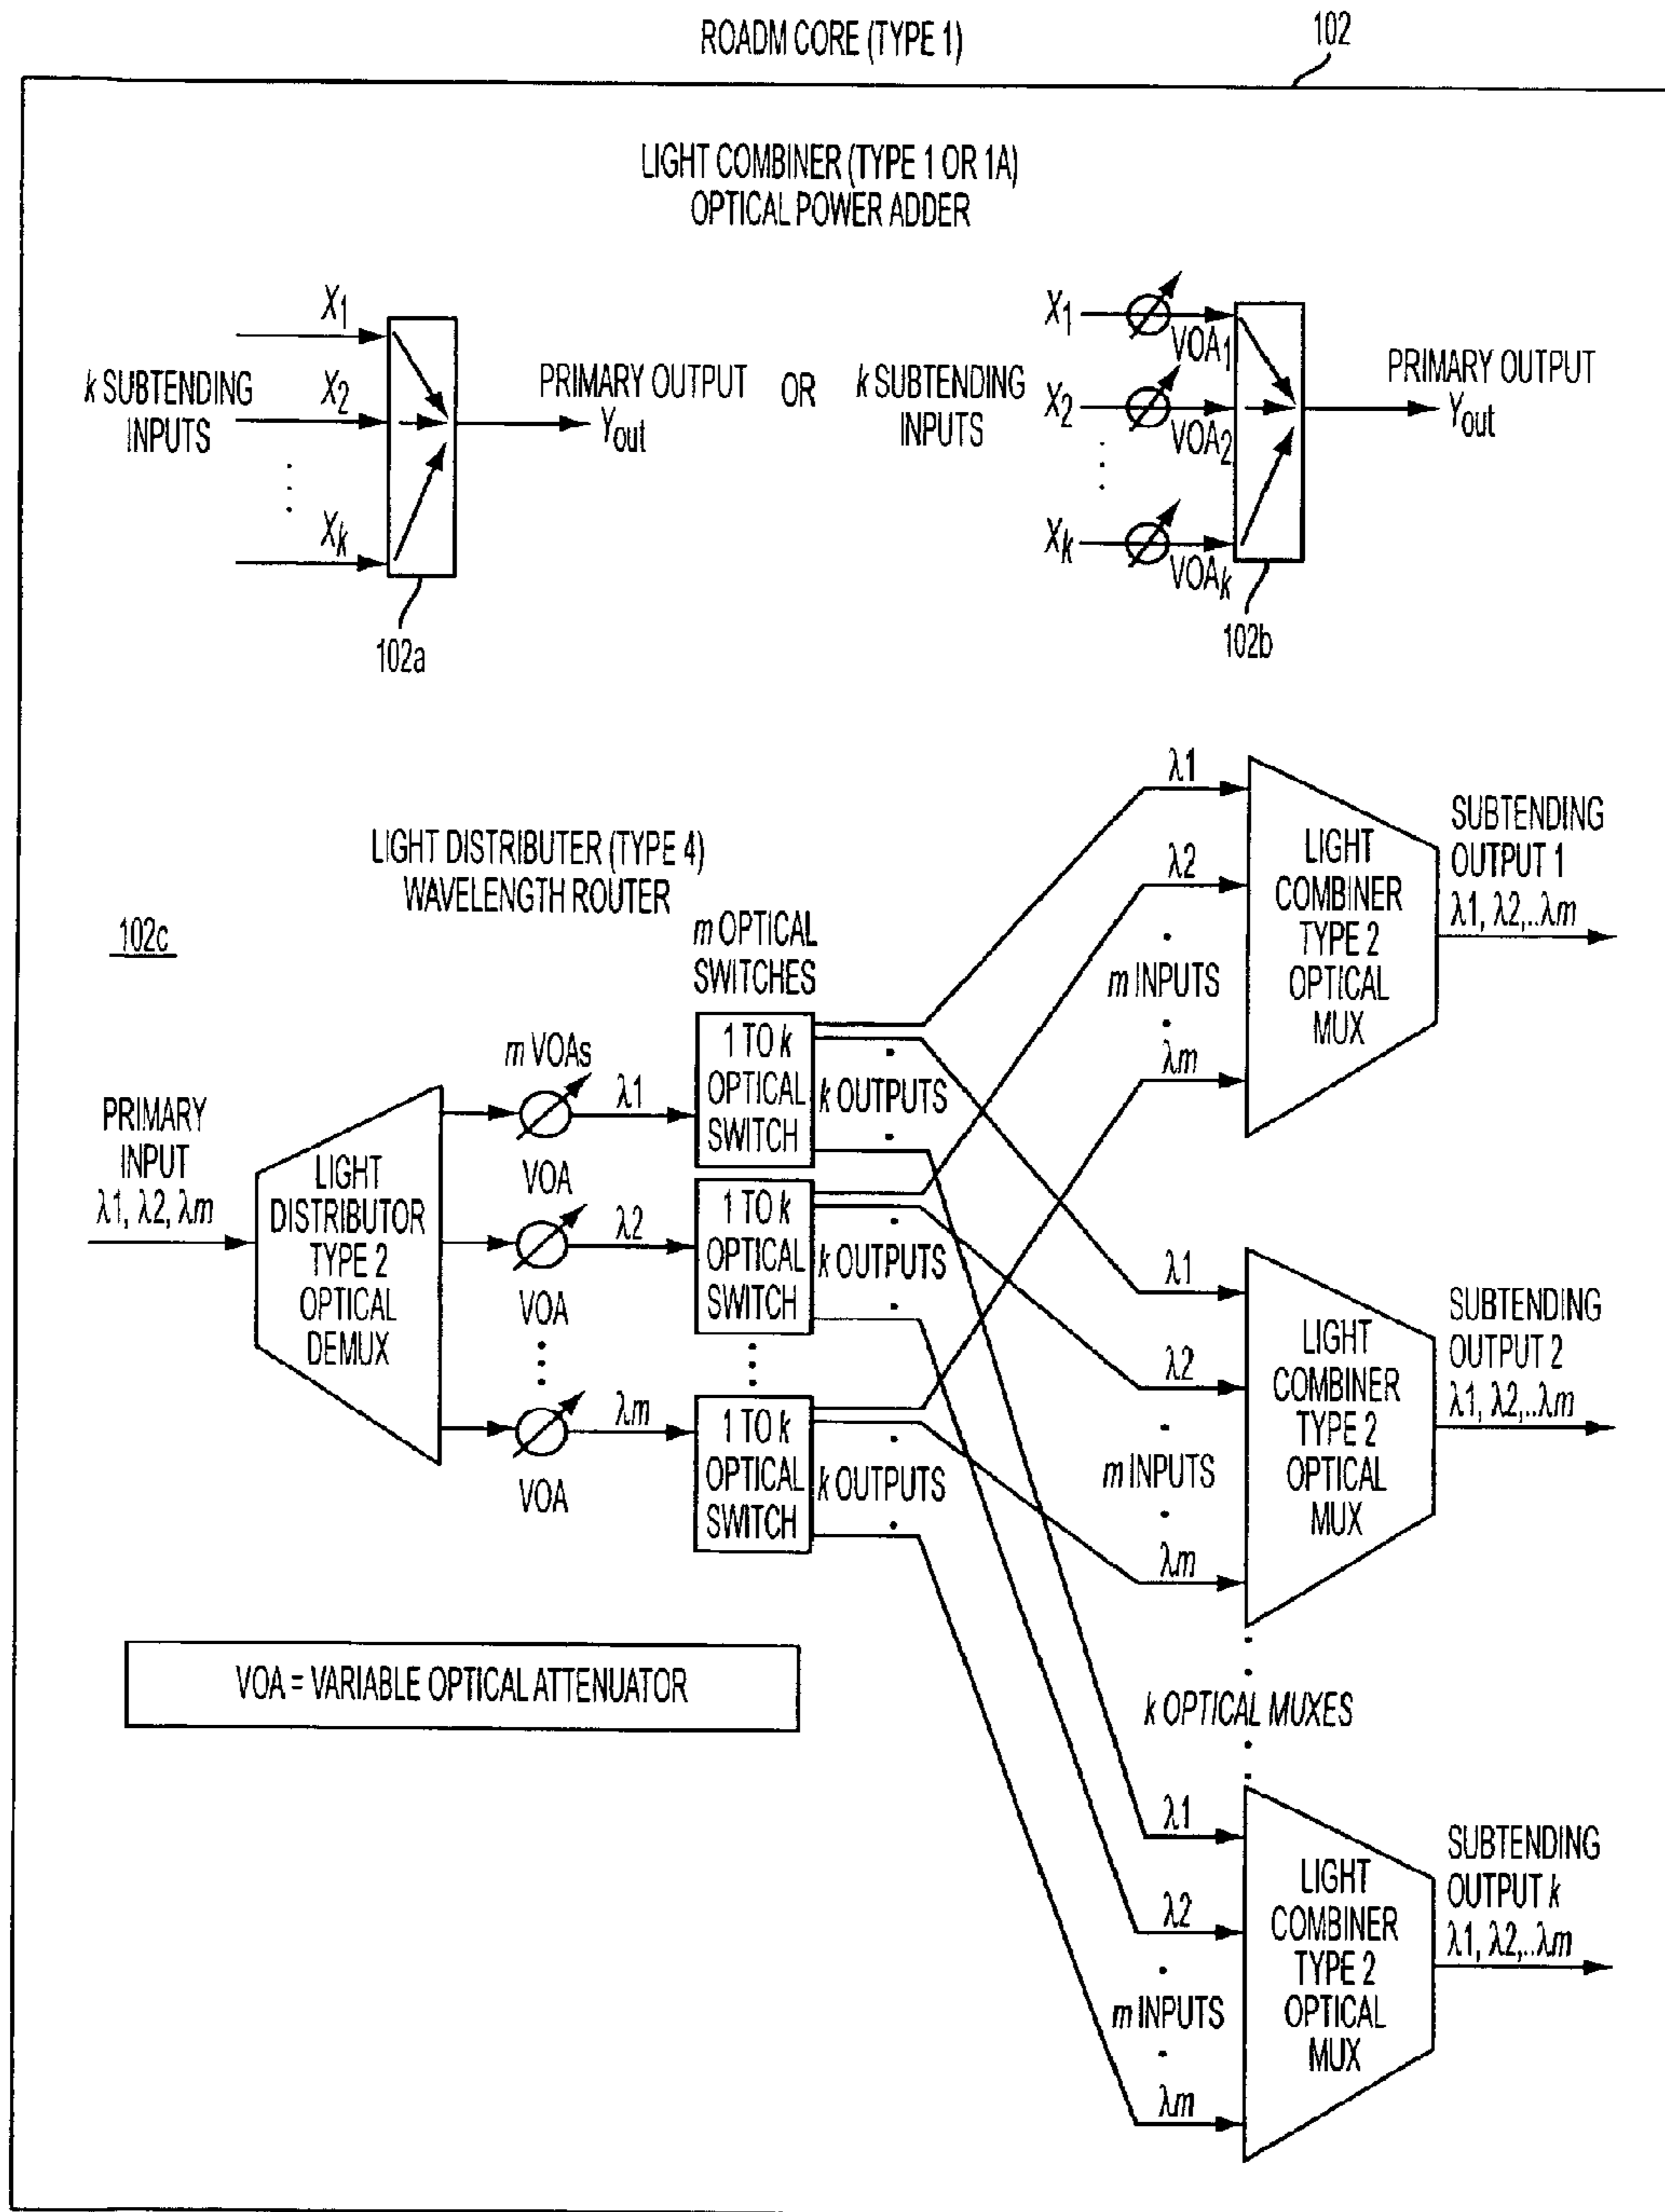 ROADM CORE (TYPE 1)
102
LIGHT COMBINER (TYPE 1 OR 1A)
OPTICAL POWER ADDER
X1
k SUBTENDING
INPUTS
X2
Xk
PRIMARY OUTPUT
Yout
102a
OR
k SUBTENDING
INPUTS
X1
VOA1
X2
VOA2
Xk
VOAk
PRIMARY OUTPUT
Yout
102b
LIGHT DISTRIBUTER (TYPE 4)
WAVELENGTH ROUTER
102c
PRIMARY
INPUT
λ1, λ2, λm
LIGHT
DISTRIBUTOR
TYPE 2
OPTICAL
DEMUX
m VOAs
λ1
VOA
λ2
VOA
λm
VOA
m OPTICAL
SWITCHES
1 TO k
OPTICAL
SWITCH
k OUTPUTS
1 TO k
OPTICAL
SWITCH
k OUTPUTS
1 TO k
OPTICAL
SWITCH
k OUTPUTS
λ1
λ2
m INPUTS
λm
LIGHT
COMBINER
TYPE 2
OPTICAL
MUX
SUBTENDING
OUTPUT 1
λ1, λ2,..λm
λ1
λ2
m INPUTS
λm
LIGHT
COMBINER
TYPE 2
OPTICAL
MUX
SUBTENDING
OUTPUT 2
λ1, λ2,..λm
k OPTICAL MUXES
λ1
λ2
m INPUTS
λm
LIGHT
COMBINER
TYPE 2
OPTICAL
MUX
SUBTENDING
OUTPUT k
λ1, λ2,..λm
VOA = VARIABLE OPTICAL ATTENUATOR